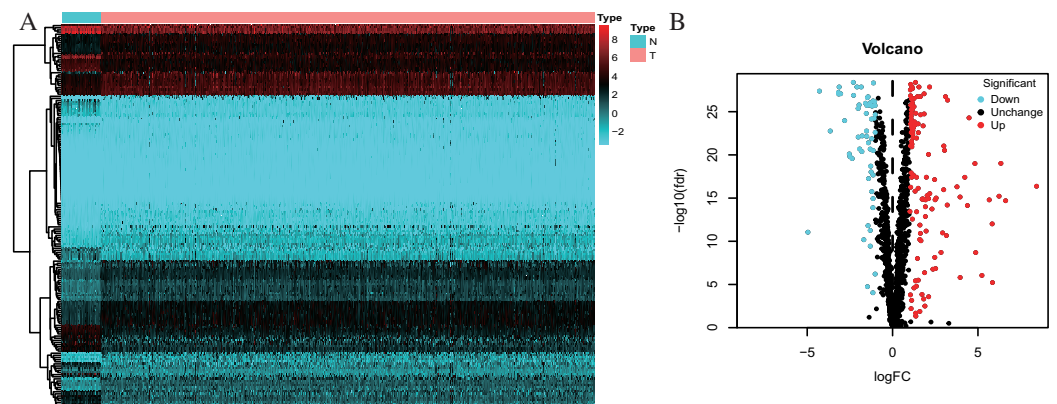 A
Type
8
6
4
2
0
−2
Type
N
T
B
Volcano
Significant
Down
Unchange
Up
−log10(fdr)
25
20
15
10
5
0
−5
0
5
logFC